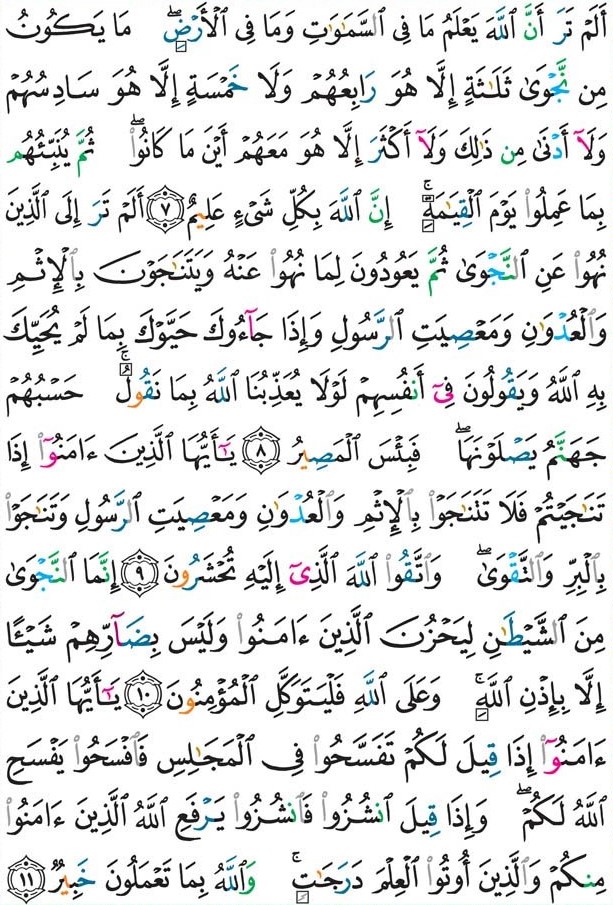 أَلَمۡ تَرَ أَنَّ ٱللَّهَ يَعۡلَمُ مَا فِي ٱلسَّمَٰوَٰتِ وَمَا فِي ٱلۡأَرۡضِۖ مَا يَكُونُ
مِن نَّجۡوَىٰ ثَلَٰثَةٍ إِلَّا هُوَ رَابِعُهُمۡ وَلَا خَمۡسَةٍ إِلَّا هُوَ سَادِسُهُمۡ
وَلَآ أَدۡنَىٰ مِن ذَٰلِكَ وَلَآ أَكۡثَرَ إِلَّا هُوَ مَعَهُمۡ أَيۡنَ مَا كَانُواْۖ ثُمَّ يُنَبِّئُهُم
بِمَا عَمِلُواْ يَوۡمَ ٱلۡقِيَٰمَةِۚ إِنَّ ٱللَّهَ بِكُلِّ شَيۡءٍ عَلِيمٌ ٧ أَلَمۡ تَرَ إِلَى ٱلَّذِينَ
نُهُواْ عَنِ ٱلنَّجۡوَىٰ ثُمَّ يَعُودُونَ لِمَا نُهُواْ عَنۡهُ وَيَتَنَٰجَوۡنَ بِٱلۡإِثۡمِ
وَٱلۡعُدۡوَٰنِ وَمَعۡصِيَتِ ٱلرَّسُولِ وَإِذَا جَآءُوكَ حَيَّوۡكَ بِمَا لَمۡ يُحَيِّكَ
بِهِ ٱللَّهُ وَيَقُولُونَ فِيٓ أَنفُسِهِمۡ لَوۡلَا يُعَذِّبُنَا ٱللَّهُ بِمَا نَقُولُۚ حَسۡبُهُمۡ
جَهَنَّمُ يَصۡلَوۡنَهَاۖ فَبِئۡسَ ٱلۡمَصِيرُ ٨ يَٰٓأَيُّهَا ٱلَّذِينَ ءَامَنُوٓاْ إِذَا
تَنَٰجَيۡتُمۡ فَلَا تَتَنَٰجَوۡاْ بِٱلۡإِثۡمِ وَٱلۡعُدۡوَٰنِ وَمَعۡصِيَتِ ٱلرَّسُولِ وَتَنَٰجَوۡاْ
بِٱلۡبِرِّ وَٱلتَّقۡوَىٰۖ وَٱتَّقُواْ ٱللَّهَ ٱلَّذِيٓ إِلَيۡهِ تُحۡشَرُونَ ٩ إِنَّمَا ٱلنَّجۡوَىٰ
مِنَ ٱلشَّيۡطَٰنِ لِيَحۡزُنَ ٱلَّذِينَ ءَامَنُواْ وَلَيۡسَ بِضَآرِّهِمۡ شَيۡـًٔا
إِلَّا بِإِذۡنِ ٱللَّهِۚ وَعَلَى ٱللَّهِ فَلۡيَتَوَكَّلِ ٱلۡمُؤۡمِنُونَ ١٠ يَٰٓأَيُّهَا ٱلَّذِينَ
ءَامَنُوٓاْ إِذَا قِيلَ لَكُمۡ تَفَسَّحُواْ فِي ٱلۡمَجَٰلِسِ فَٱفۡسَحُواْ يَفۡسَحِ
ٱللَّهُ لَكُمۡۖ وَإِذَا قِيلَ ٱنشُزُواْ فَٱنشُزُواْ يَرۡفَعِ ٱللَّهُ ٱلَّذِينَ ءَامَنُواْ
مِنكُمۡ وَٱلَّذِينَ أُوتُواْ ٱلۡعِلۡمَ دَرَجَٰتٖۚ وَٱللَّهُ بِمَا تَعۡمَلُونَ خَبِيرٌ ١١